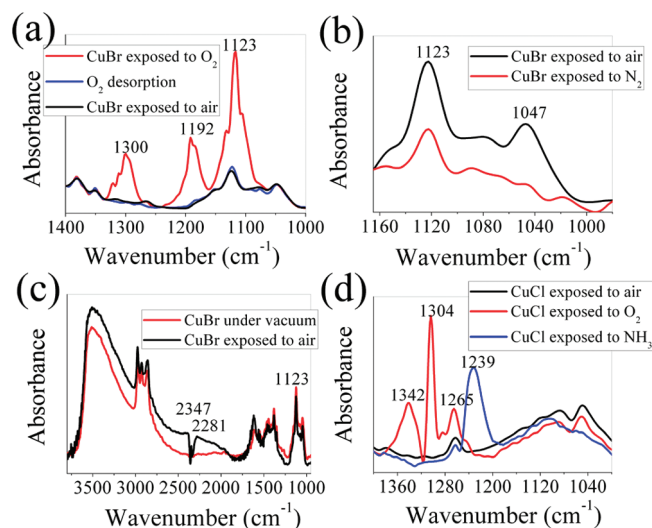 (a)
CuBr exposed to O2
O2 desorption
CuBr exposed to air
1123
1192
1300
Absorbance
1400 1300 1200 1100 1000
Wavenumber (cm-1)
(b)
CuBr exposed to air
CuBr exposed to N2
1123
1047
Absorbance
1160 1120 1080 1040 1000
Wavenumber (cm-1)
(c)
CuBr under vacuum
CuBr exposed to air
1123
2347
2281
Absorbance
3500 3000 2500 2000 1500 1000
Wavenumber (cm-1)
(d)
CuCl exposed to air
CuCl exposed to O2
CuCl exposed to NH3
1304
1239
1342
1265
Absorbance
1360 1280 1200 1120 1040
Wavenumber (cm-1)